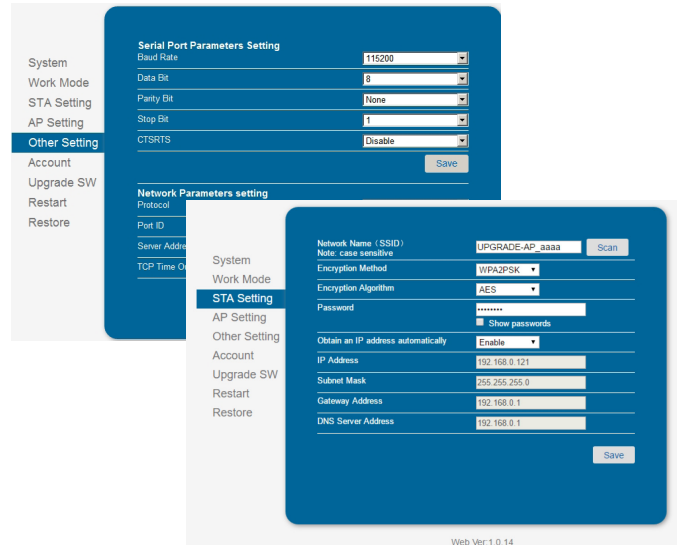 System
Work Mode
STA Setting
AP Setting
Other Setting
Account
Upgrade SW
Restart
Restore
Serial Port Parameters Setting
Baud Rate 115200
Data Bit 8
Parity Bit None
Stop Bit 1
CTSRTS Disable
Save
Network Parameters setting
Protocol
Port ID
Server Addre
TCP Time O
System
Work Mode
STA Setting
AP Setting
Other Setting
Account
Upgrade SW
Restart
Restore
Network Name（SSID） UPGRADE-AP_aaaa Scan
Note: case sensitive
Encryption Method WPA2PSK
Encryption Algorithm AES
Password ••••••••
Show passwords
Obtain an IP address automatically Enable
IP Address 192.168.0.121
Subnet Mask 255.255.255.0
Gateway Address 192.168.0.1
DNS Server Address 192.168.0.1
Save
Web Ver:1.0.14